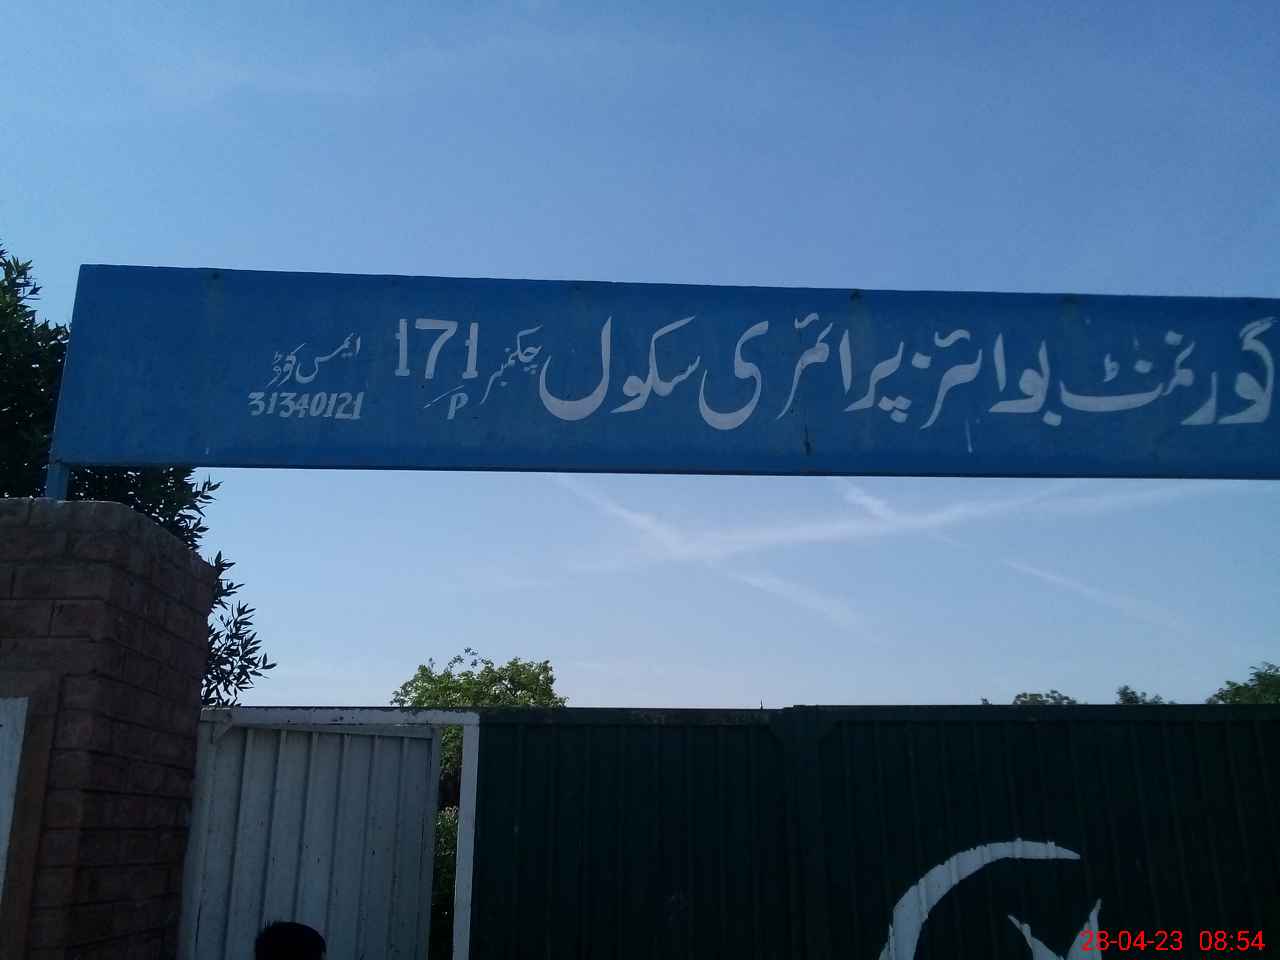 گورنمنٹ بوائز پرائمری سکول چکنمبر 171/P
ایمس کوڈ
31340121
28-04-23 08:54